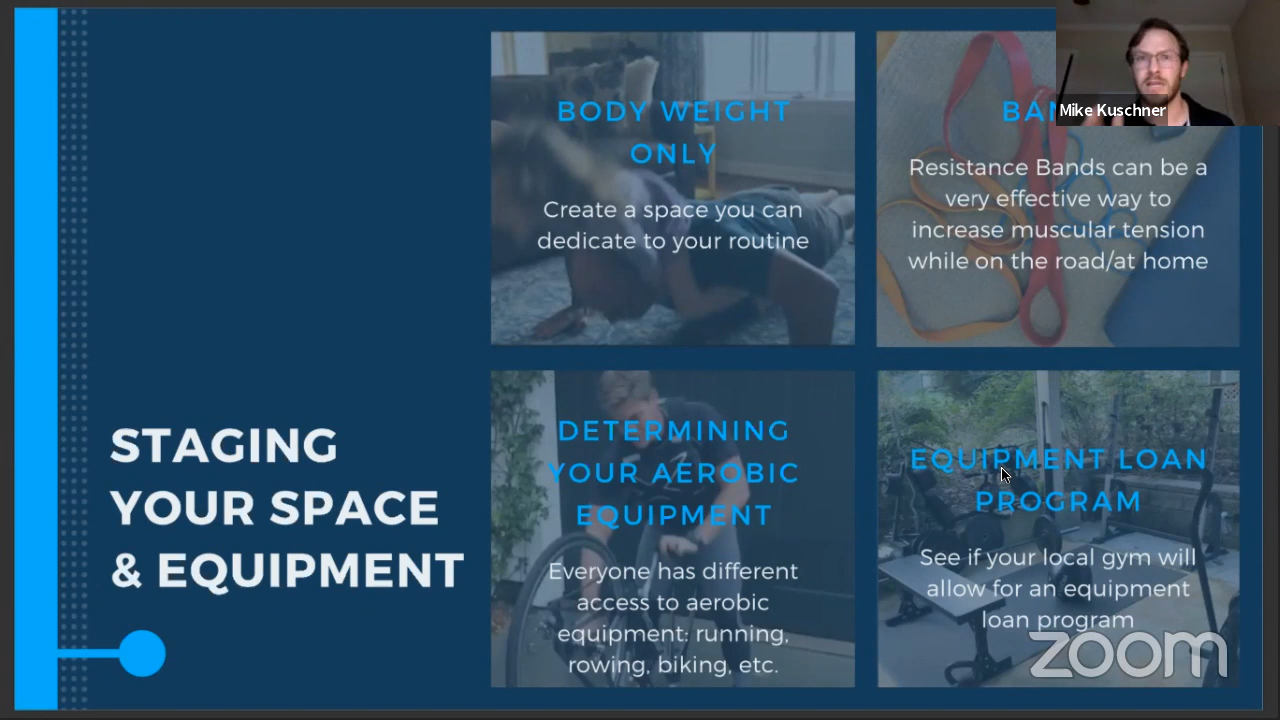 STAGING
YOUR SPACE
& EQUIPMENT
BODY WEIGHT
ONLY
Create a space you can
dedicate to your routine
BAN
Resistance Bands can be a
very effective way to
increase muscular tension
while on the road/at home
DETERMINING
YOUR AEROBIC
EQUIPMENT
Everyone has different
access to aerobic
equipment: running,
rowing, biking, etc.
EQUIPMENT LOAN
PROGRAM
See if your local gym will
allow for an equipment
loan program
Mike Kuschner
zoom